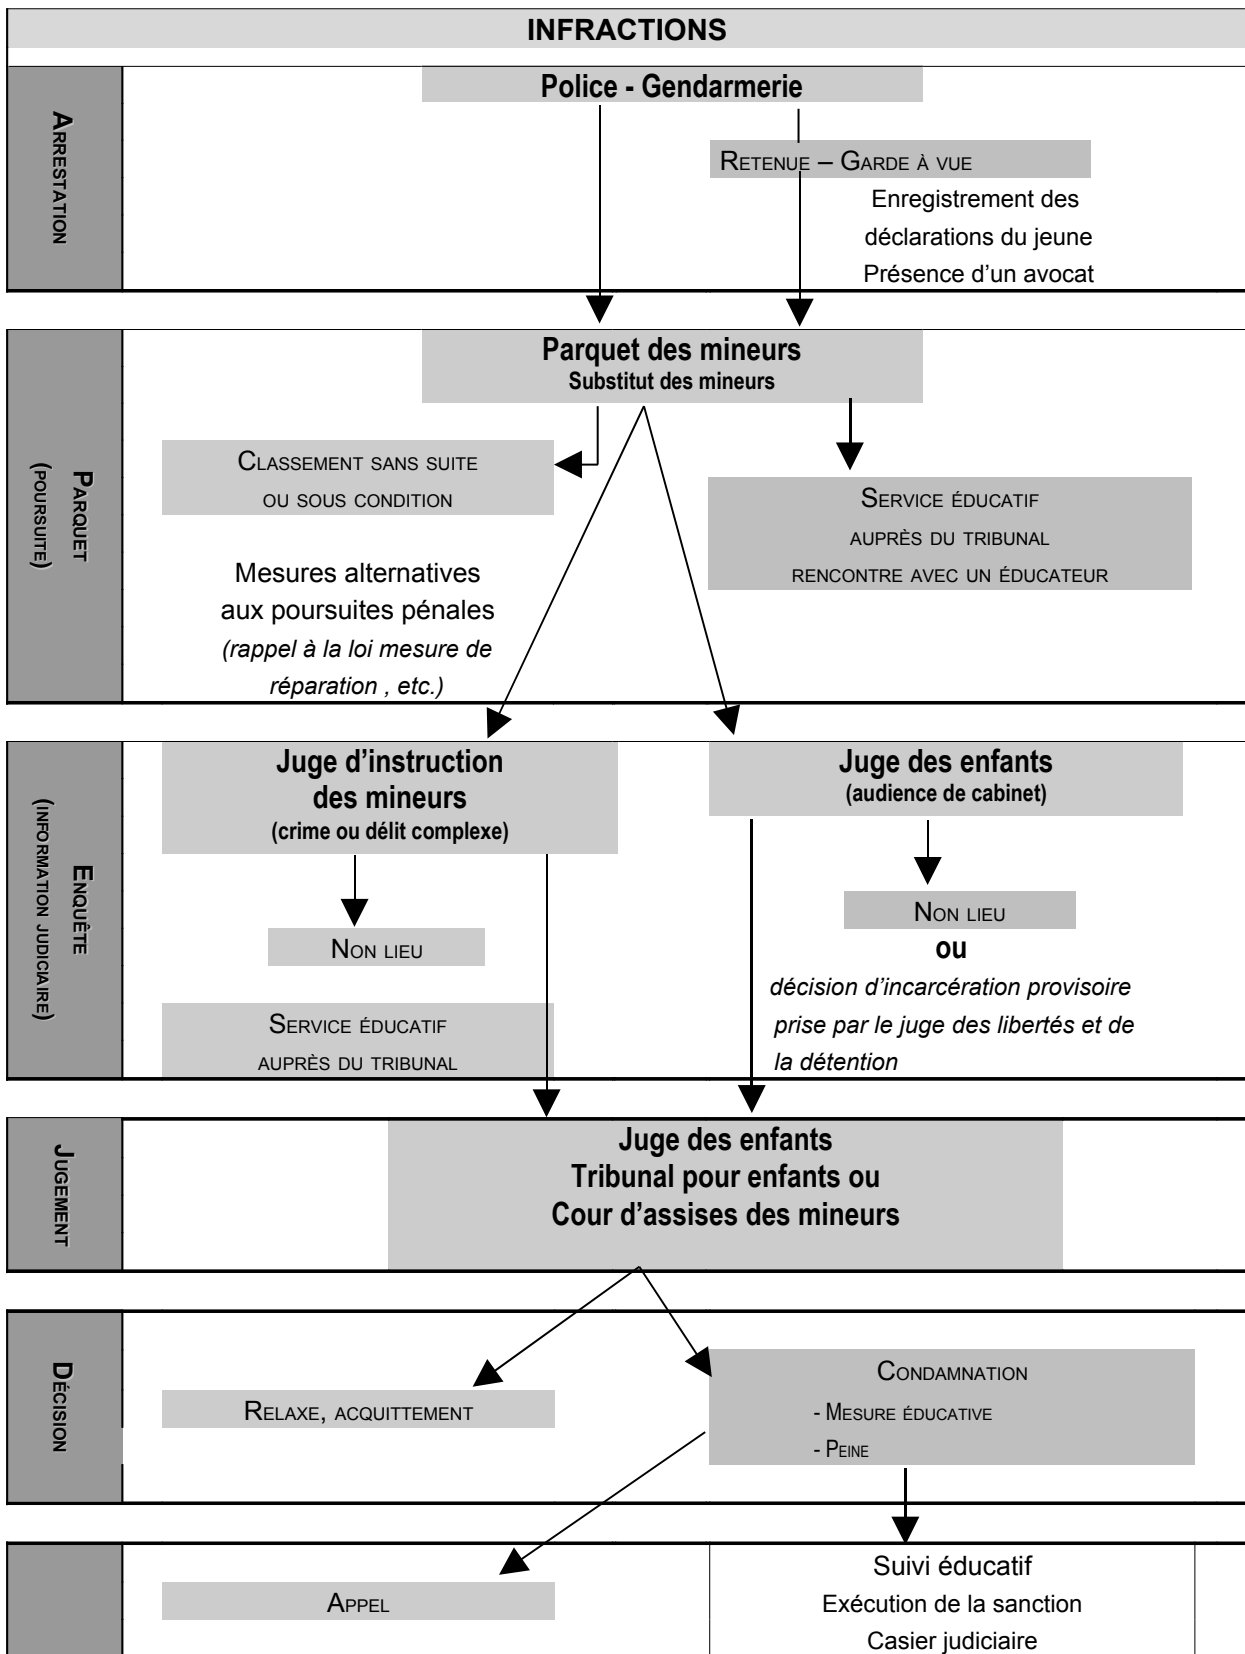 INFRACTIONS
ARRESTATION
Police - Gendarmerie
RETENUE – GARDE À VUE
Enregistrement des
déclarations du jeune
Présence d’un avocat
PARQUET
(POURSUITE)
Parquet des mineurs
Substitut des mineurs
CLASSEMENT SANS SUITE
OU SOUS CONDITION
SERVICE ÉDUCATIF
AUPRÈS DU TRIBUNAL
RENCONTRE AVEC UN ÉDUCATEUR
Mesures alternatives
aux poursuites pénales
(rappel à la loi mesure de
réparation , etc.)
ENQUÊTE
(INFORMATION JUDICIAIRE)
Juge d’instruction
des mineurs
(crime ou délit complexe)
Juge des enfants
(audience de cabinet)
NON LIEU
NON LIEU
ou
décision d’incarcération provisoire
prise par le juge des libertés et de
la détention
SERVICE ÉDUCATIF
AUPRÈS DU TRIBUNAL
JUGEMENT
Juge des enfants
Tribunal pour enfants ou
Cour d’assises des mineurs
DÉCISION
RELAXE, ACQUITTEMENT
CONDAMNATION
- MESURE ÉDUCATIVE
- PEINE
APPEL
Suivi éducatif
Exécution de la sanction
Casier judiciaire